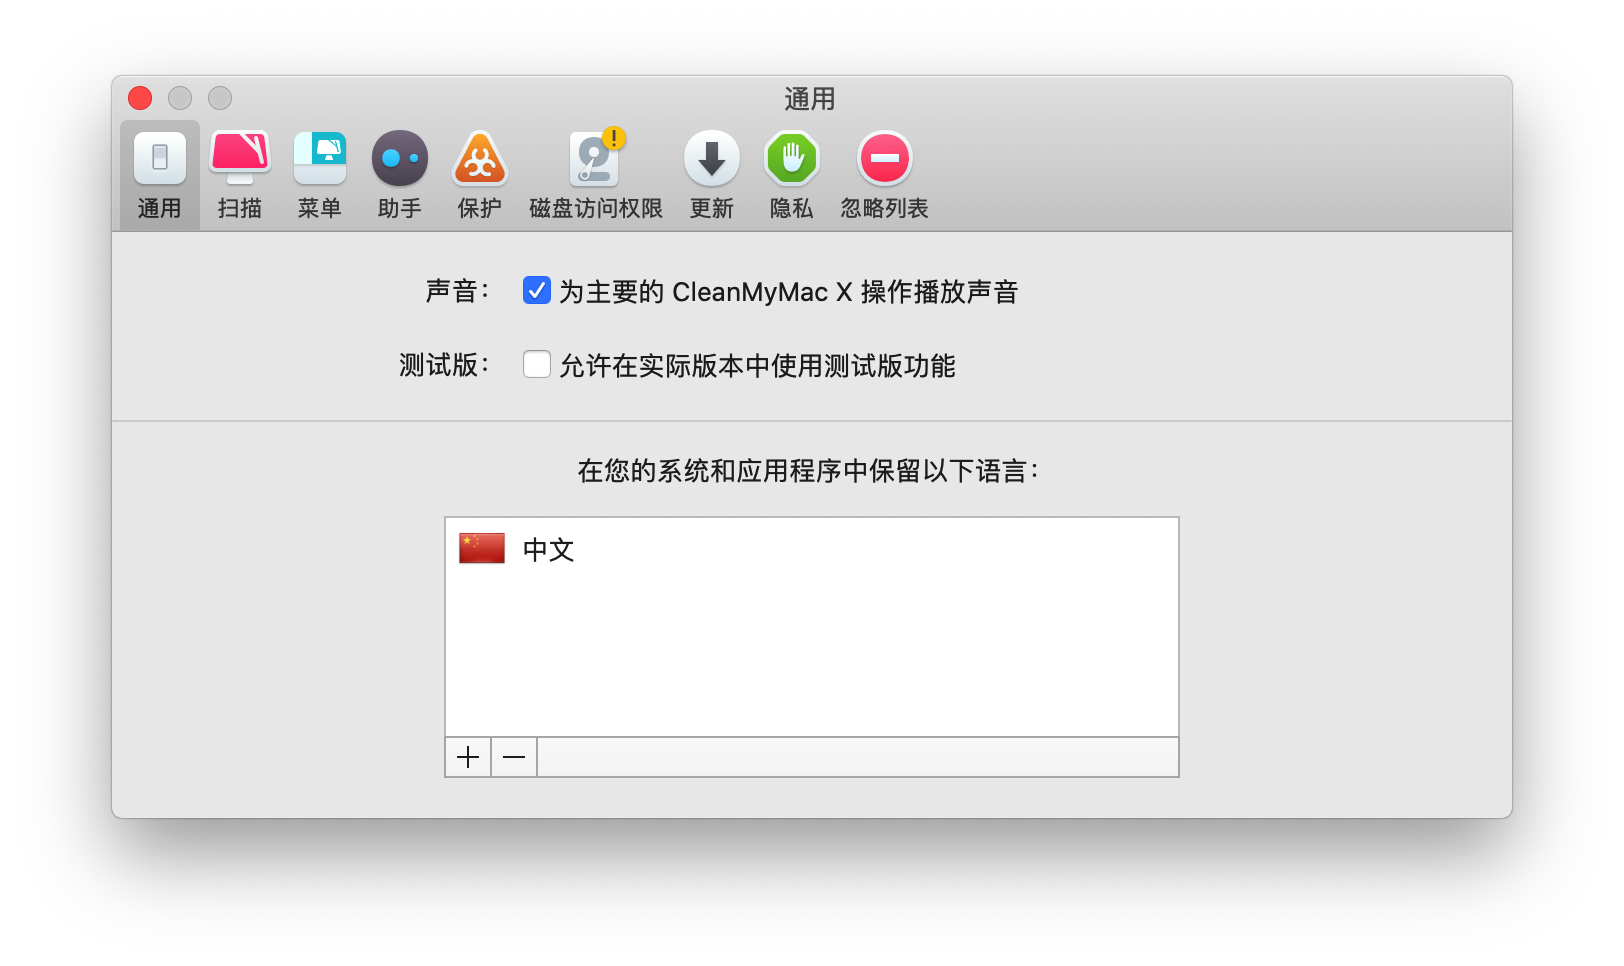 通用
通用 扫描 菜单 助手 保护 磁盘访问权限 更新 隐私 忽略列表
声音： 为主要的 CleanMyMac X 操作播放声音
测试版： 允许在实际版本中使用测试版功能
在您的系统和应用程序中保留以下语言：
中文